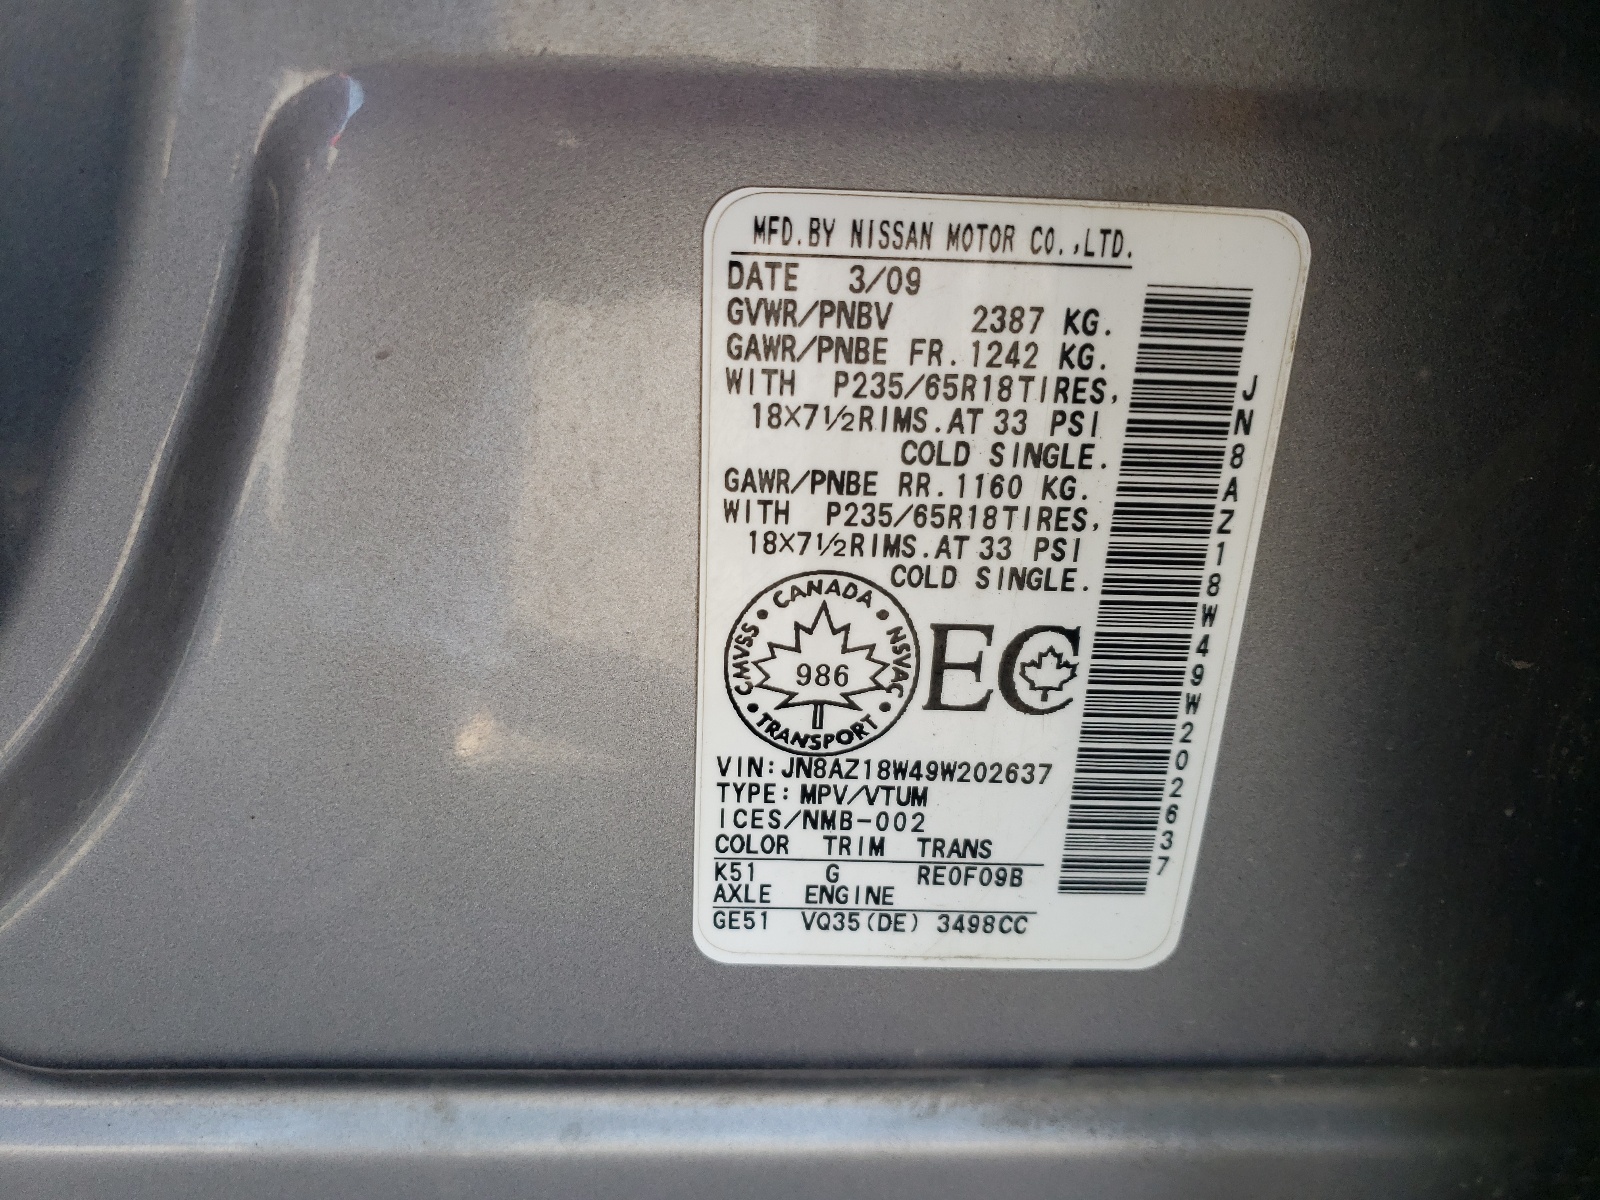 MFD.BY NISSAN MOTOR CO.,LTD.
DATE 3/09
GVWR/PNBV 2387 KG.
GAWR/PNBE FR. 1242 KG.
WITH P235/65R18TIRES,
18X7½RIMS.AT 33 PSI
COLD SINGLE.
GAWR/PNBE RR. 1160 KG.
WITH P235/65R18TIRES,
18X7½RIMS.AT 33 PSI
COLD SINGLE.
CANADA
CMVSS
986
NSVAC
TRANSPORT
EC
VIN:JN8AZ18W49W202637
TYPE:MPV/VTUM
ICES/NMB-002
COLOR TRIM TRANS
K51 G RE0F09B
AXLE ENGINE
GE51 VQ35(DE) 3498CC
JN8AZ18W49W202637